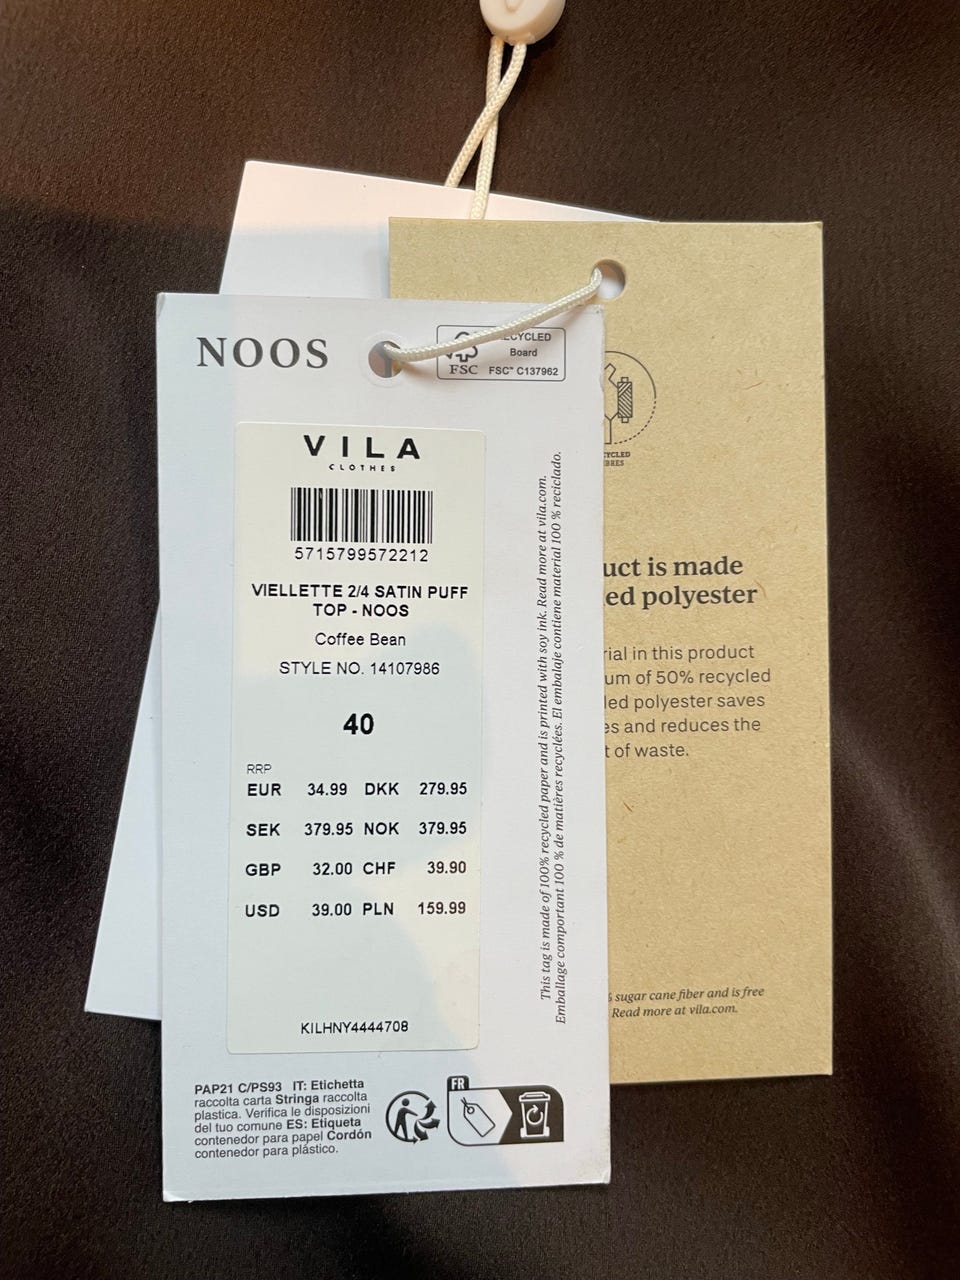 NOOS
RECYCLED
Board
FSC
FSC™ C137962
VILA
CLOTHES
5715799572212
VIELLETTE 2/4 SATIN PUFF
TOP - NOOS
Coffee Bean
STYLE NO. 14107986
40
RRP
EUR 34.99 DKK 279.95
SEK 379.95 NOK 379.95
GBP 32.00 CHF 39.90
USD 39.00 PLN 159.99
KILHNY4444708
This tag is made of 100% recycled paper and is printed with soy ink. Read more at vila.com.
Emballage comportant 100 % de matières recyclées. El embalaje contiene material 100 % reciclado.
PAP21 C/PS93 IT: Etichetta
raccolta carta Stringa raccolta
plastica. Verifica le disposizioni
del tuo comune ES: Etiqueta
contenedor para papel Cordón
contenedor para plástico.
FR
is made
polyester
in this product
of 50% recycled
polyester saves
and reduces the
of waste.
sugar cane fiber and is free
Read more at vila.com.